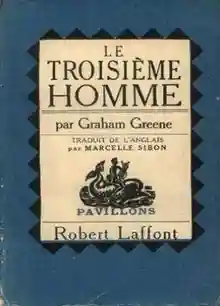 LE
TROISIÈME
HOMME
par Graham Greene
TRADUIT DE L'ANGLAIS
par MARCELLE SIBON
PAVILLONS
Robert Laffont